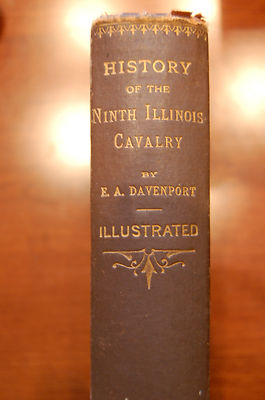 HISTORY
OF THE
NINTH ILLINOIS
CAVALRY
BY
E. A. DAVENPORT
ILLUSTRATED